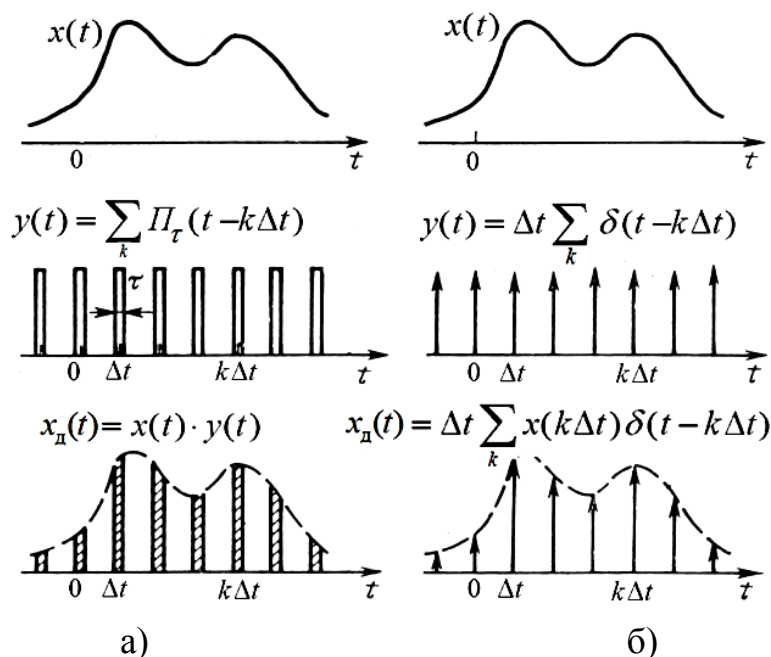 x(t)
0 t
y(t) = ∑ Π_τ (t – kΔt)
k
τ
0 Δt kΔt t
x_д(t) = x(t) · y(t)
0 Δt kΔt t
а)
x(t)
0 t
y(t) = Δt ∑ δ(t – kΔt)
k
0 Δt kΔt t
x_д(t) = Δt ∑ x(kΔt)δ(t – kΔt)
k
0 Δt kΔt t
б)